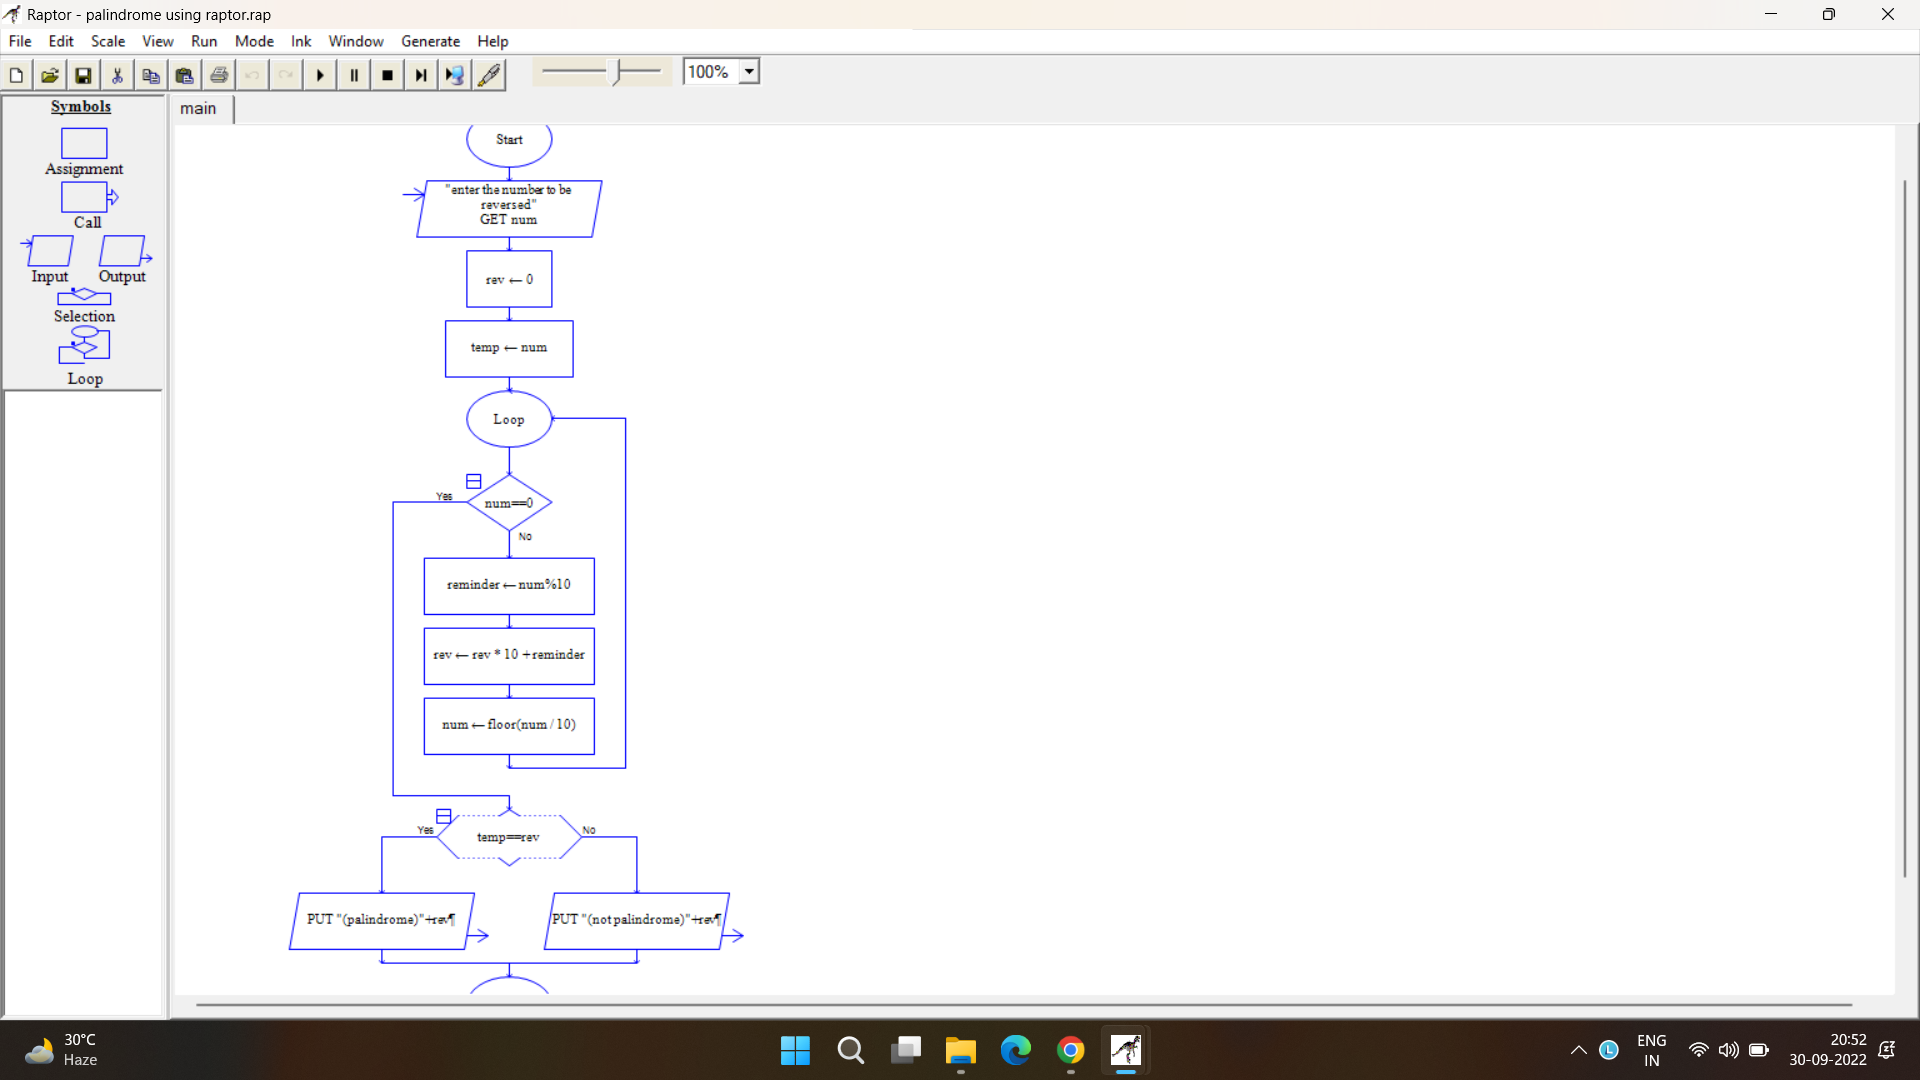 Raptor - palindrome using raptor.rap
File Edit Scale View Run Mode Ink Window Generate Help
100%
Symbols
Assignment
Call
Input Output
Selection
Loop
main
Start
"enter the number to be
reversed"
GET num
rev ← 0
temp ← num
Loop
Yes
num==0
No
reminder ← num%10
rev ← rev * 10 + reminder
num ← floor(num / 10)
Yes
temp==rev
No
PUT "(palindrome)"+rev¶
PUT "(not palindrome)"+rev¶
30°C
Haze
L
ENG
IN
20:52
30-09-2022